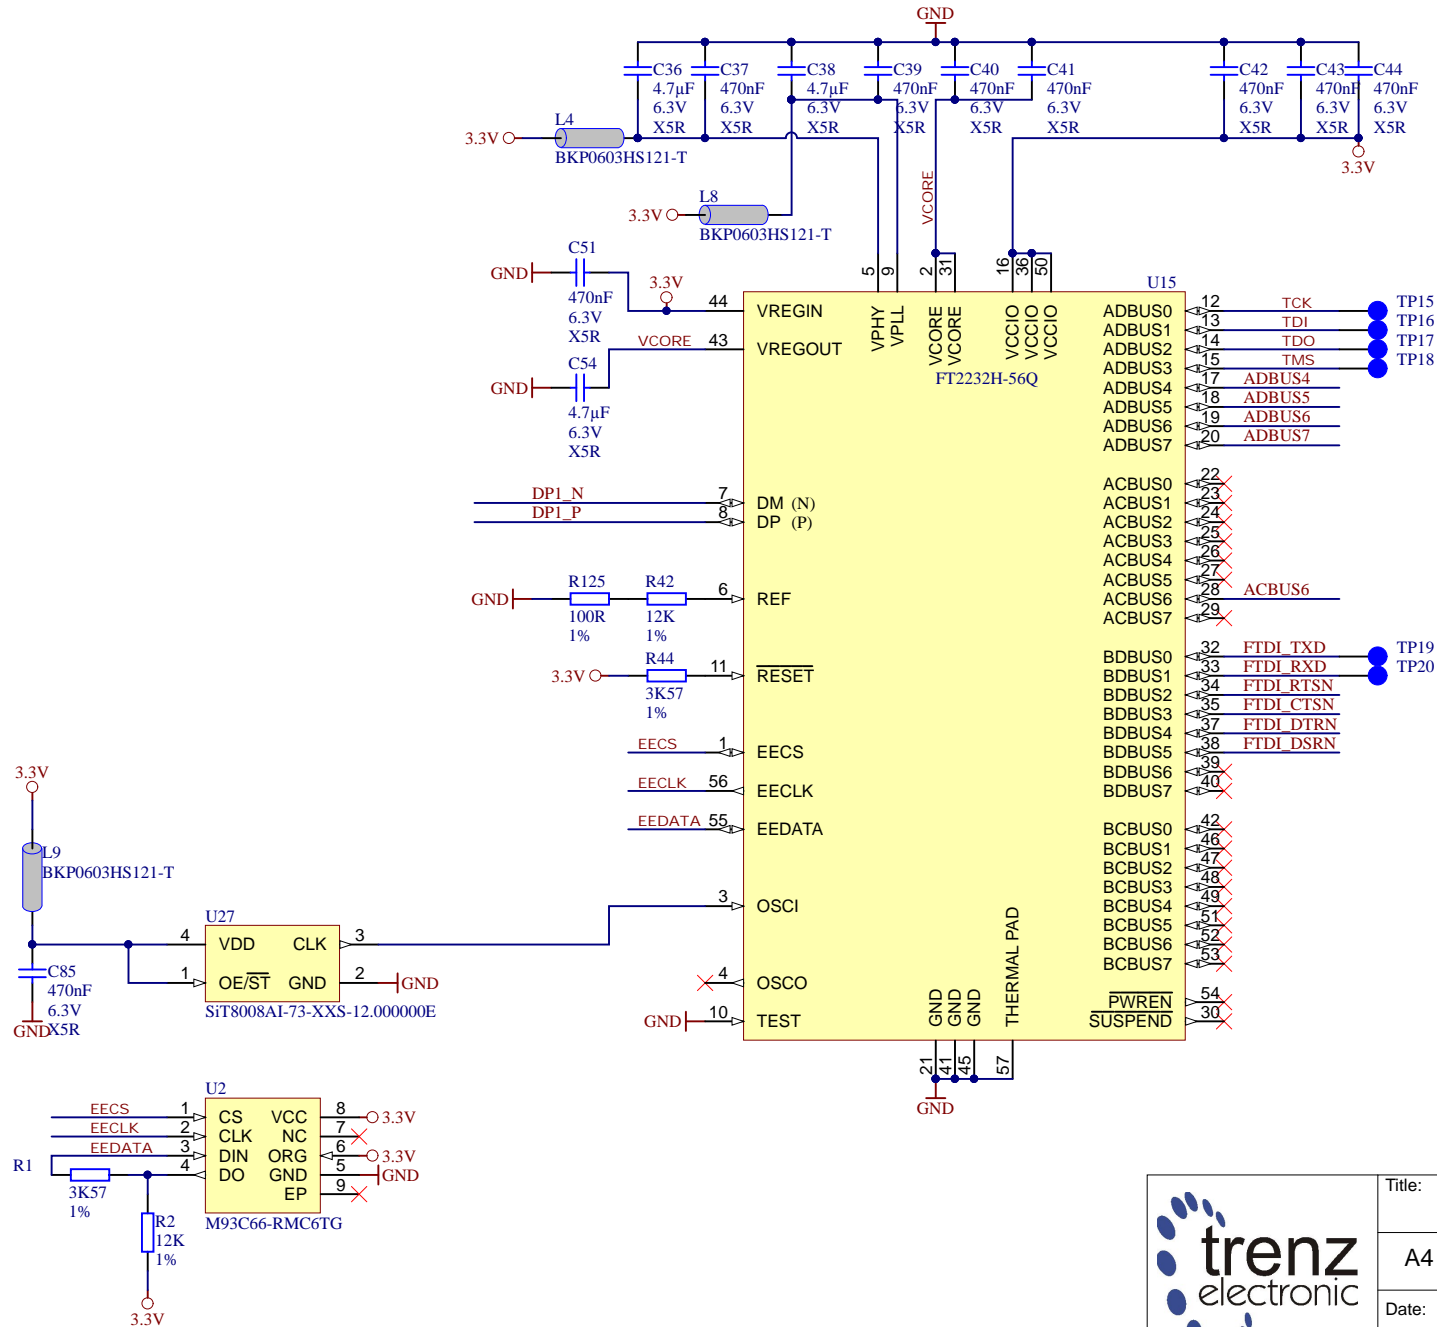 GND
C36
4.7µF
6.3V
X5R
C37
470nF
6.3V
X5R
C38
4.7µF
6.3V
X5R
C39
470nF
6.3V
X5R
C40
470nF
6.3V
X5R
C41
470nF
6.3V
X5R
C42
470nF
6.3V
X5R
C43
470nF
6.3V
X5R
C44
470nF
6.3V
X5R
3.3V
L4
BKP0603HS121-T
3.3V
3.3V
L8
BKP0603HS121-T
VCORE
GND
C51
470nF
6.3V
X5R
3.3V
GND
C54
4.7µF
6.3V
X5R
VCORE
U15
FT2232H-56Q
44 VREGIN
43 VREGOUT
5 VPHY
9 VPLL
2 VCORE
31 VCORE
16 VCCIO
36 VCCIO
50 VCCIO
ADBUS0 12 TCK TP15
ADBUS1 13 TDI TP16
ADBUS2 14 TDO TP17
ADBUS3 15 TMS TP18
ADBUS4 17 ADBUS4
ADBUS5 18 ADBUS5
ADBUS6 19 ADBUS6
ADBUS7 20 ADBUS7
ACBUS0 22
ACBUS1 23
ACBUS2 24
ACBUS3 25
ACBUS4 26
ACBUS5 27
ACBUS6 28 ACBUS6
ACBUS7 29
BDBUS0 32 FTDI_TXD TP19
BDBUS1 33 FTDI_RXD TP20
BDBUS2 34 FTDI_RTSN
BDBUS3 35 FTDI_CTSN
BDBUS4 37 FTDI_DTRN
BDBUS5 38 FTDI_DSRN
BDBUS6 39
BDBUS7 40
BCBUS0 42
BCBUS1 46
BCBUS2 47
BCBUS3 48
BCBUS4 49
BCBUS5 51
BCBUS6 52
BCBUS7 53
PWREN 54
SUSPEND 30
DP1_N 7 DM (N)
DP1_P 8 DP (P)
GND
R125
100R
1%
R42
12K
1%
6 REF
3.3V
R44
3K57
1%
11 RESET
EECS 1 EECS
EECLK 56 EECLK
EEDATA 55 EEDATA
3 OSCI
4 OSCO
GND 10 TEST
21 GND
41 GND
45 GND
57 THERMAL PAD
GND
3.3V
L9
BKP0603HS121-T
C85
470nF
6.3V
X5R
GND
U27
4 VDD CLK 3
1 OE/ST GND 2 GND
SiT8008AI-73-XXS-12.000000E
U2
EECS 1 CS VCC 8 3.3V
EECLK 2 CLK NC 7
EEDATA 3 DIN ORG 6 3.3V
4 DO GND 5 GND
EP 9
M93C66-RMC6TG
R1
3K57
1%
R2
12K
1%
3.3V
trenz
electronic
Title:
A4
Date: